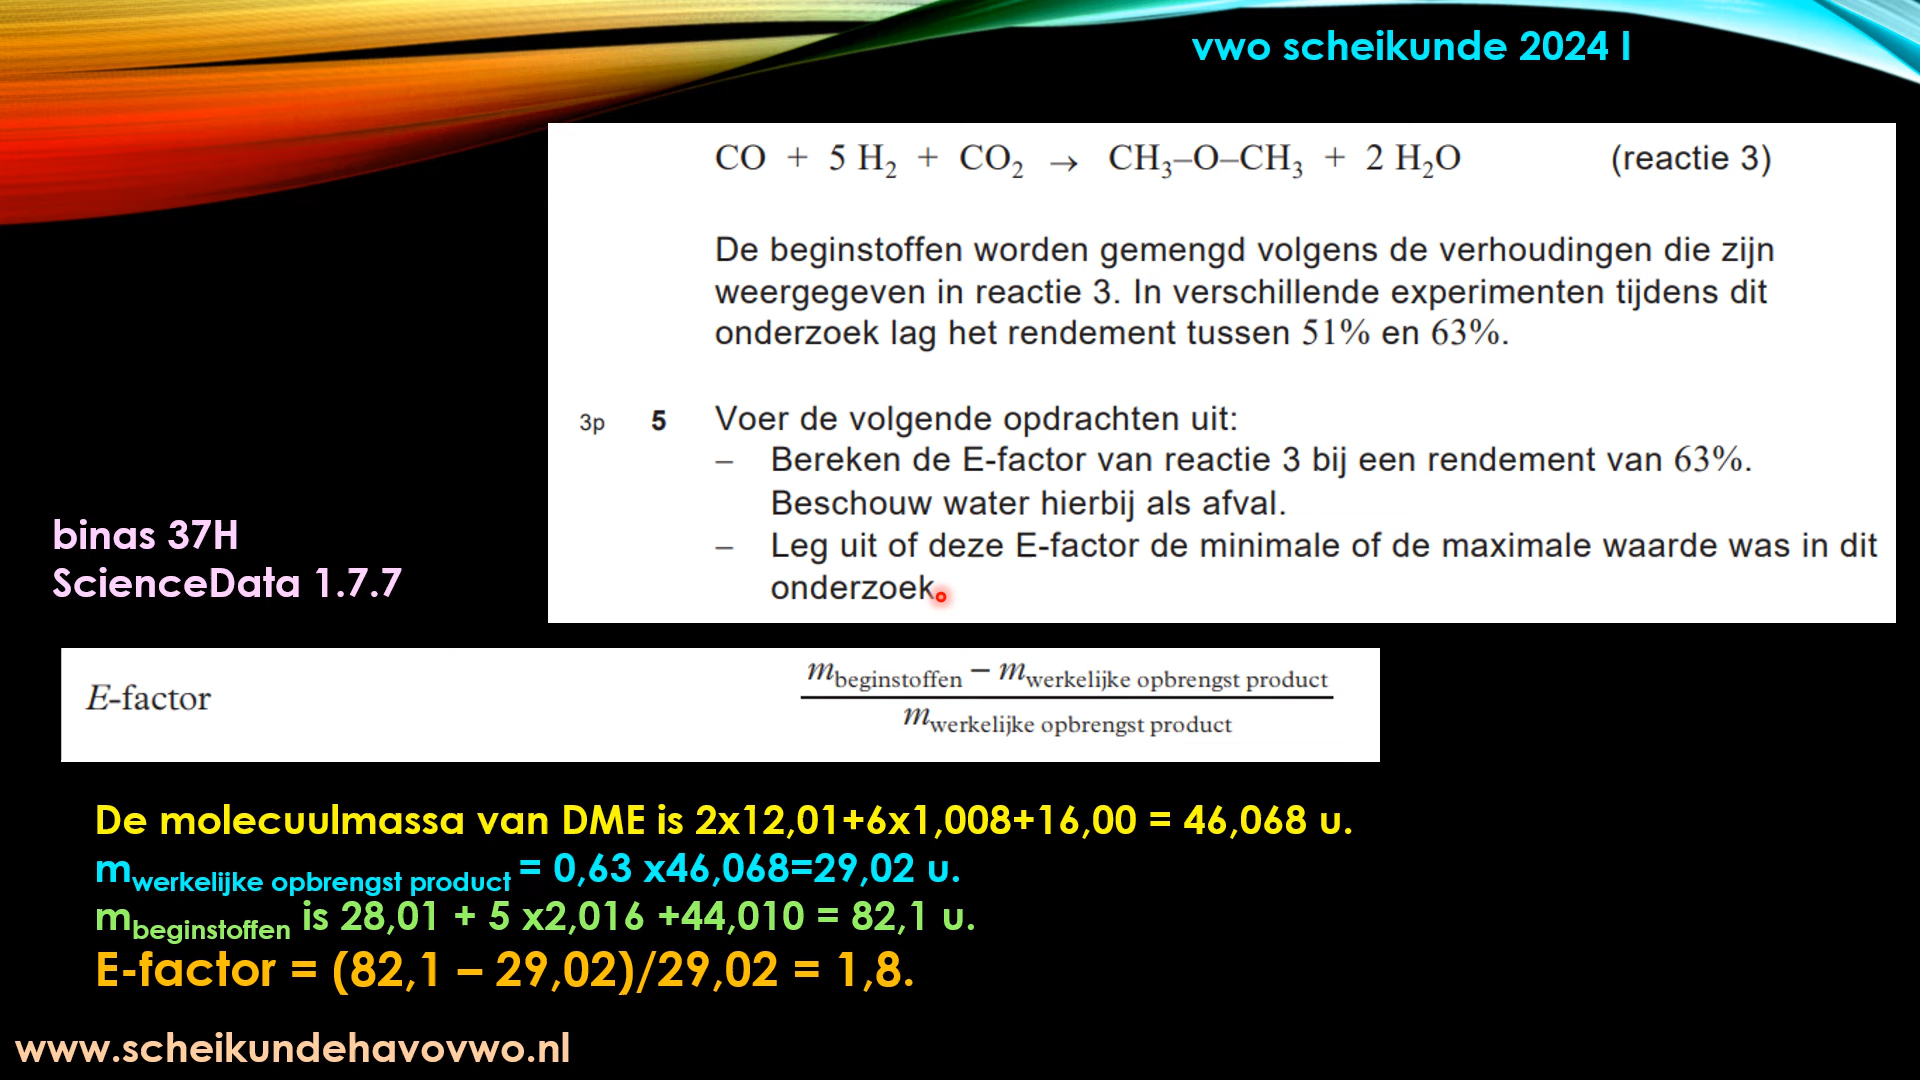 vwo scheikunde 2024 I
CO + 5 H₂ + CO₂ → CH₃–O–CH₃ + 2 H₂O (reactie 3)
De beginstoffen worden gemengd volgens de verhoudingen die zijn
weergegeven in reactie 3. In verschillende experimenten tijdens dit
onderzoek lag het rendement tussen 51% en 63%.
3p 5 Voer de volgende opdrachten uit:
– Bereken de E-factor van reactie 3 bij een rendement van 63%.
Beschouw water hierbij als afval.
– Leg uit of deze E-factor de minimale of de maximale waarde was in dit
onderzoek.
binas 37H
ScienceData 1.7.7
m beginstoffen – m werkelijke opbrengst product
E-factor
m werkelijke opbrengst product
De molecuulmassa van DME is 2x12,01+6x1,008+16,00 = 46,068 u.
m werkelijke opbrengst product = 0,63 x46,068=29,02 u.
m beginstoffen is 28,01 + 5 x2,016 +44,010 = 82,1 u.
E-factor = (82,1 – 29,02)/29,02 = 1,8.
www.scheikundehavovwo.nl